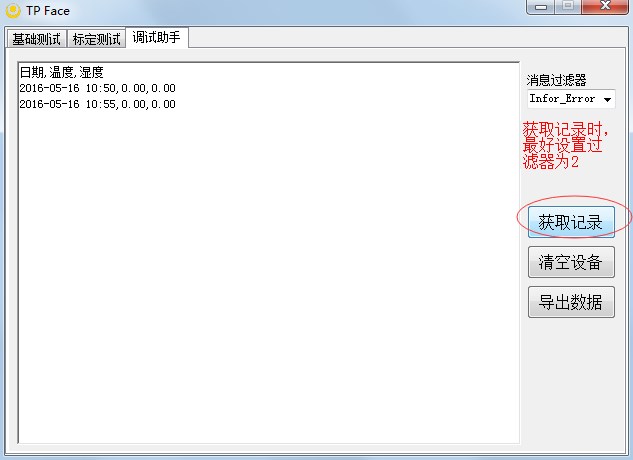 TP Face
基础测试 标定测试 调试助手
日期,温度,湿度
2016-05-16 10:50,0.00,0.00
2016-05-16 10:55,0.00,0.00
消息过滤器
Infor_Error
获取记录时,
最好设置过
滤器为2
获取记录
清空设备
导出数据